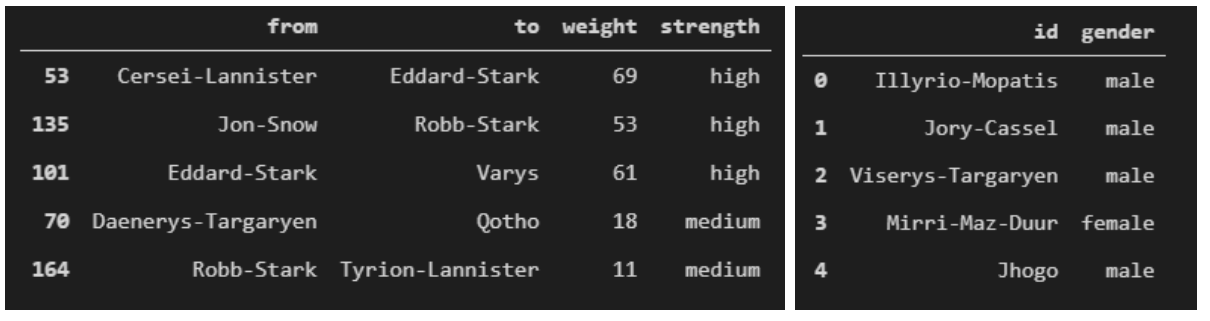 from to weight strength
53 Cersei-Lannister Eddard-Stark 69 high
135 Jon-Snow Robb-Stark 53 high
101 Eddard-Stark Varys 61 high
70 Daenerys-Targaryen Qotho 18 medium
164 Robb-Stark Tyrion-Lannister 11 medium
id gender
0 Illyrio-Mopatis male
1 Jory-Cassel male
2 Viserys-Targaryen male
3 Mirri-Maz-Duur female
4 Jhogo male